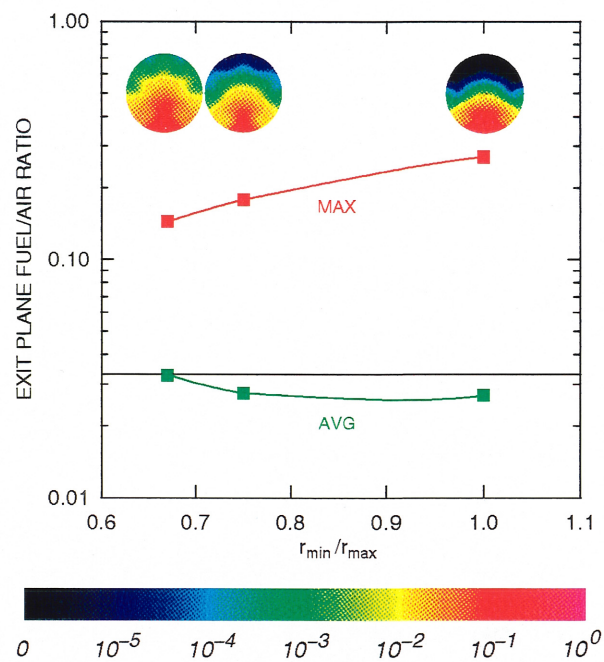 1.00
EXIT PLANE FUEL/AIR RATIO
MAX
0.10
AVG
0.01
0.6 0.7 0.8 0.9 1.0 1.1
r_min/r_max
0 10⁻⁵ 10⁻⁴ 10⁻³ 10⁻² 10⁻¹ 10⁰